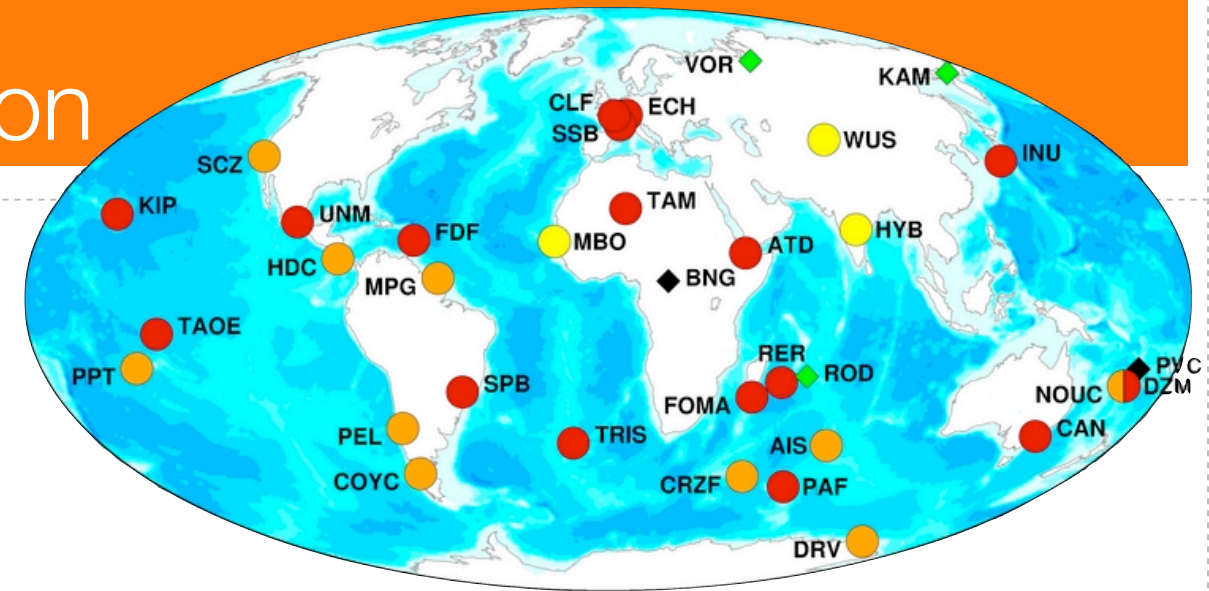 on
VOR
KAM
CLF
ECH
SSB
WUS
INU
SCZ
KIP
UNM
TAM
FDF
MBO
HYB
ATD
HDC
MPG
BNG
TAOE
PPT
RER
ROD
PVC
NOUC
DZM
SPB
FOMA
PEL
TRIS
CAN
AIS
COYC
CRZF
PAF
DRV